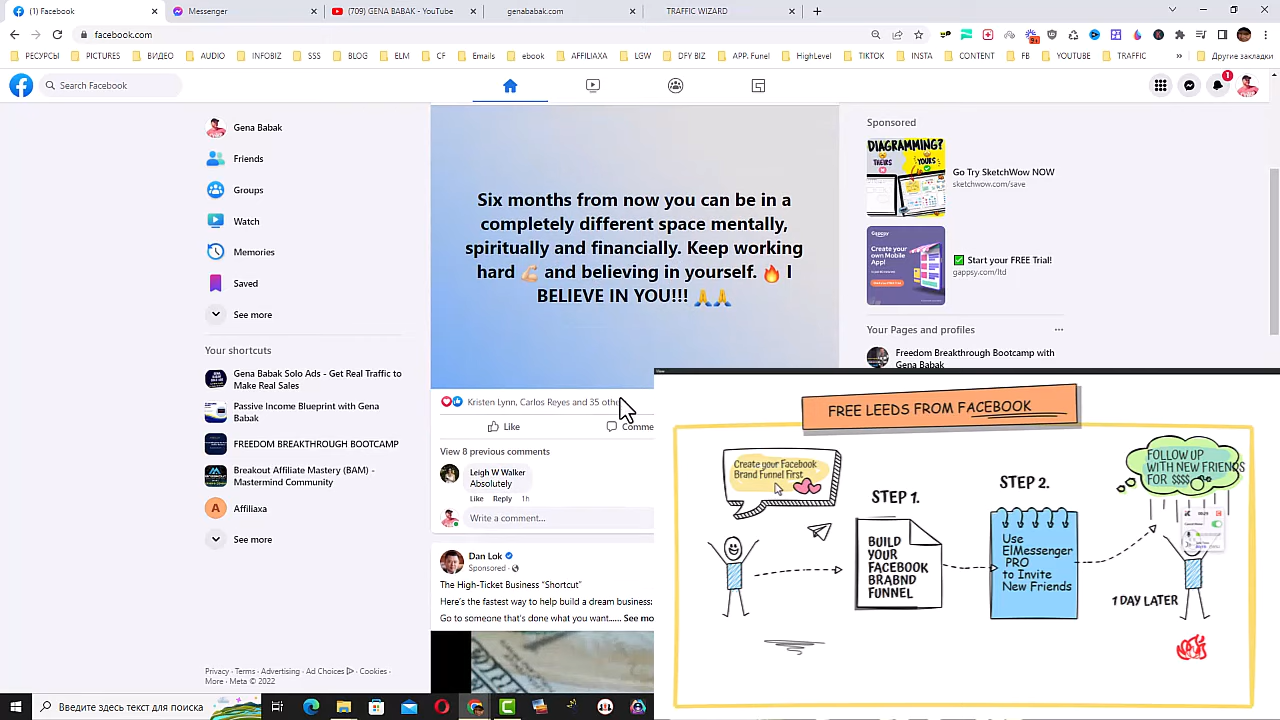 (1) Facebook
Messenger
(709) GENA BABAK - YouTube
genababak.com
TRAFFIC WIZARD
facebook.com
РЕСУРСЫ
PICTURES
ВИДЕО
AUDIO
INFOBIZ
SSS
BLOG
ELM
CF
Emails
ebook
AFFILIAXA
LGW
DFY BIZ
APP. Funel
HighLevel
TIKTOK
INSTA
CONTENT
FB
YOUTUBE
TRAFFIC
Другие закладки
Search Facebook
1
Gena Babak
Friends
Groups
Watch
Memories
Saved
See more
Your shortcuts
Gena Babak Solo Ads - Get Real Traffic to
Make Real Sales
Passive Income Blueprint with Gena
Babak
FREEDOM BREAKTHROUGH BOOTCAMP
Breakout Affiliate Mastery (BAM) -
Mastermind Community
A Affiliaxa
See more
Privacy · Terms · Advertising · Ad Choices · Cookies ·
More · Meta © 2022
Six months from now you can be in a
completely different space mentally,
spiritually and financially. Keep working
hard 💪 and believing in yourself. 🔥 I
BELIEVE IN YOU!!! 🙏 🙏
Kristen Lynn, Carlos Reyes and 35 oth
Like
Comme
View 8 previous comments
Leigh W Walker
Absolutely
Like Reply 1h
Write a comment...
Dan Lok
Sponsored ·
The High-Ticket Business “Shortcut”
Here's the fastest way to help build a dream business:
Go to someone that's done what you want...... See mo
Sponsored
DIAGRAMMING?
THEIRS
YOURS
Go Try SketchWow NOW
sketchwow.com/save
Gappsy
Create your
own Mobile
App!
✅ Start your FREE Trial!
gappsy.com/ltd
Your Pages and profiles
Freedom Breakthrough Bootcamp with
Gena Babak
FREE LEEDS FROM FACEBOOK
Create your Facebook
Brand Funnel First
STEP 1.
BUILD
YOUR
FACEBOOK
BRABND
FUNNEL
STEP 2.
Use
ElMessenger
PRO
to Invite
New Friends
FOLLOW UP
WITH NEW FRIENDS
FOR $$$$
1 DAY LATER
Введите здесь текст для поиска